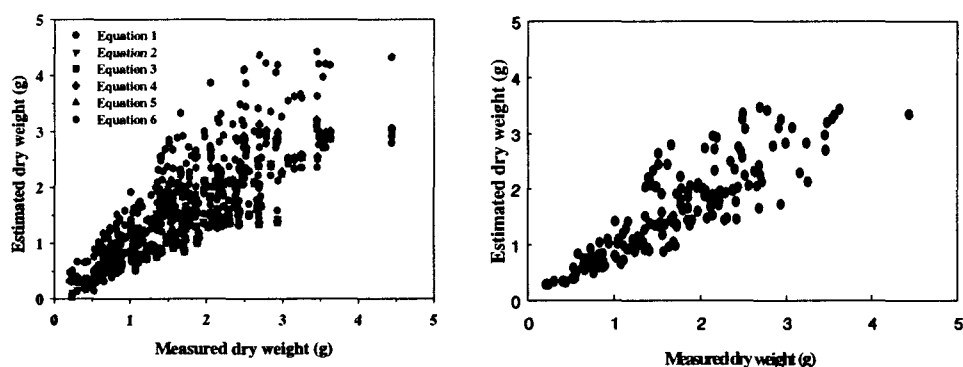 5
4
3
2
1
0
Estimated dry weight (g)
Equation 1
Equation 2
Equation 3
Equation 4
Equation 5
Equation 6
0 1 2 3 4 5
Measured dry weight (g)
5
4
3
2
1
0
Estimated dry weight (g)
0 1 2 3 4 5
Measured dry weight (g)